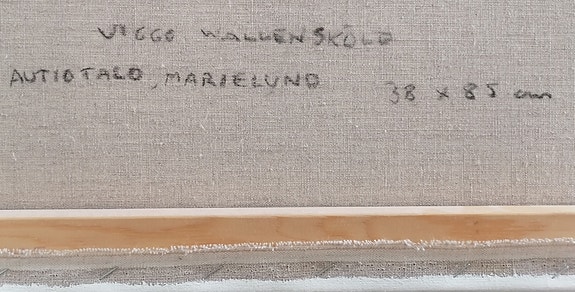 VIGGO WALLENSKÖLD
AUTIOTALO, MARIELUND 38 x 85 cm